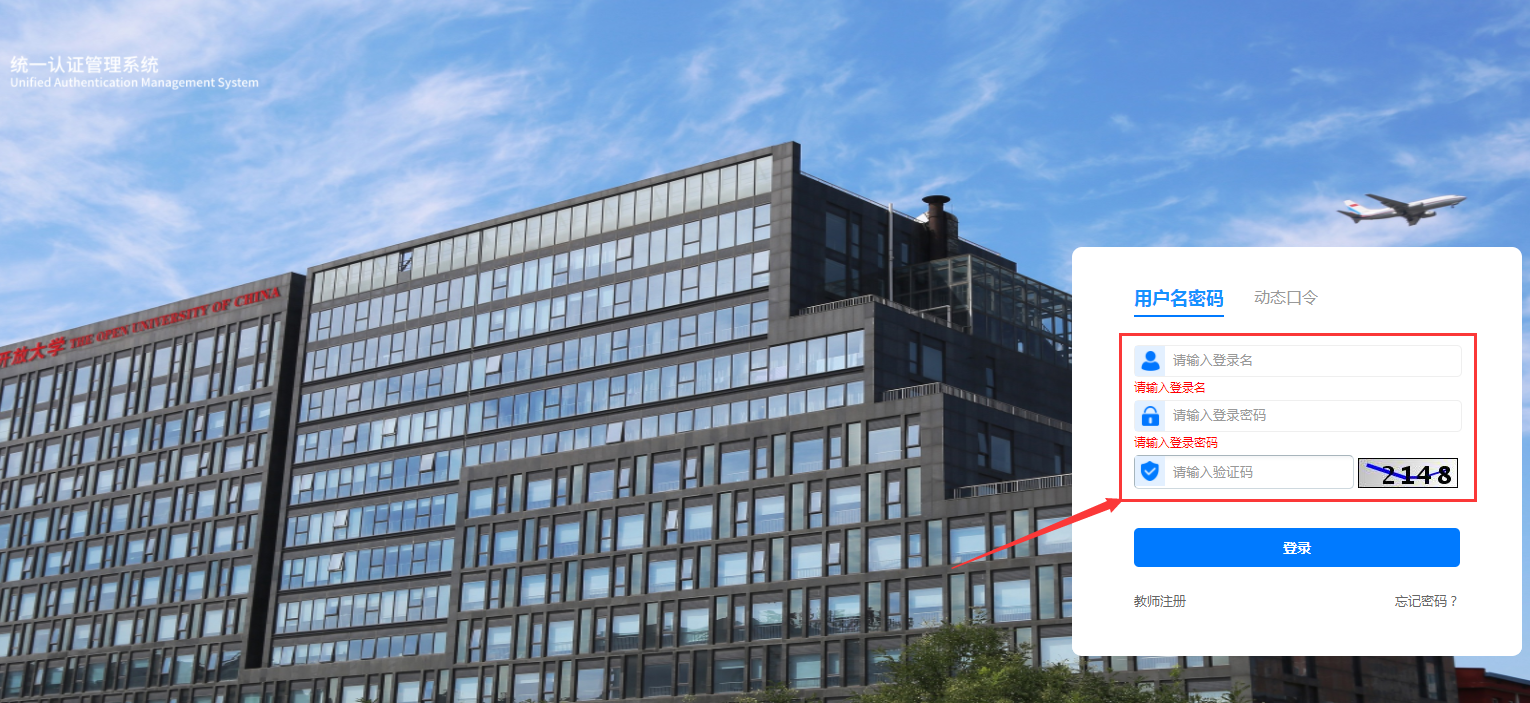 统一认证管理系统
Unified Authentication Management System
开放大学 THE OPEN UNIVERSITY OF CHINA
用户名密码 动态口令
请输入登录名
请输入登录名
请输入登录密码
请输入登录密码
请输入验证码 2148
登录
教师注册 忘记密码？